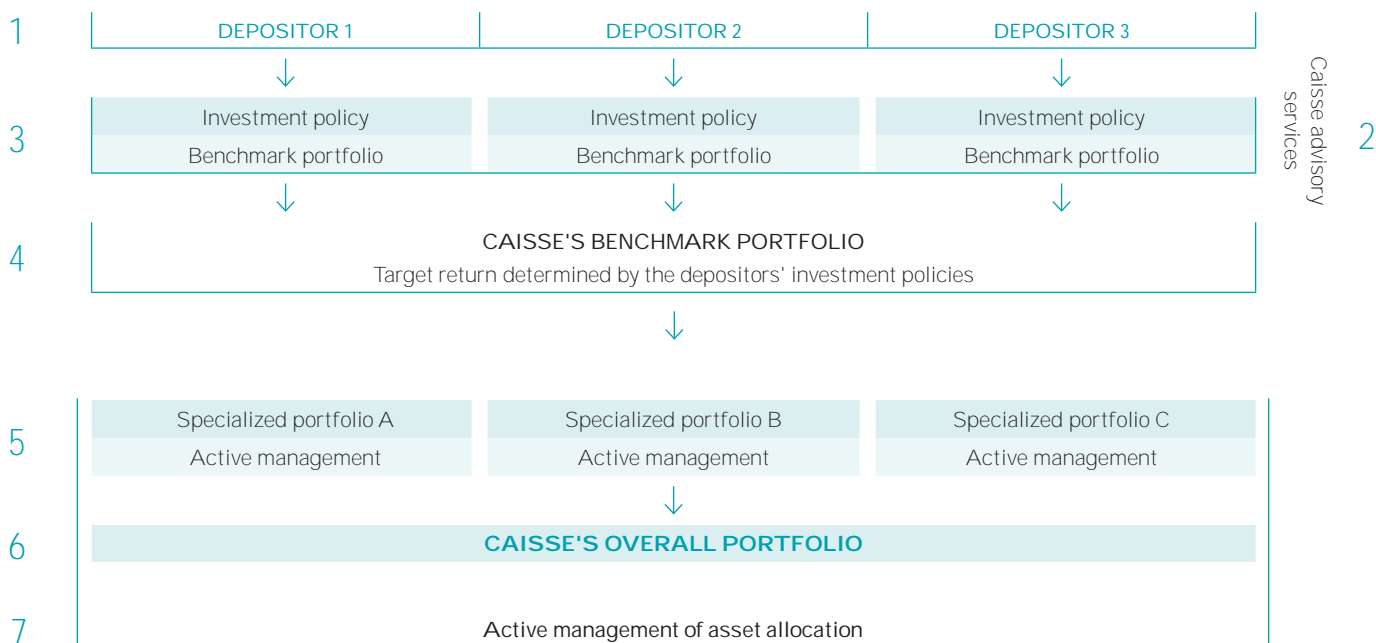 1
DEPOSITOR 1
DEPOSITOR 2
DEPOSITOR 3
Caisse advisory
services
2
3
Investment policy
Investment policy
Investment policy
Benchmark portfolio
Benchmark portfolio
Benchmark portfolio
4
CAISSE'S BENCHMARK PORTFOLIO
Target return determined by the depositors' investment policies
5
Specialized portfolio A
Specialized portfolio B
Specialized portfolio C
Active management
Active management
Active management
6
CAISSE'S OVERALL PORTFOLIO
7
Active management of asset allocation